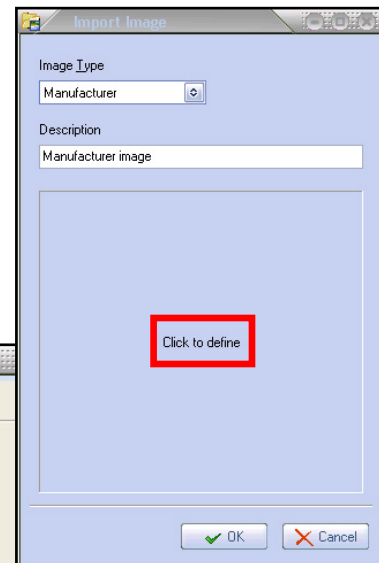 Import Image
Image Type
Manufacturer
Description
Manufacturer image
Click to define
OK
Cancel